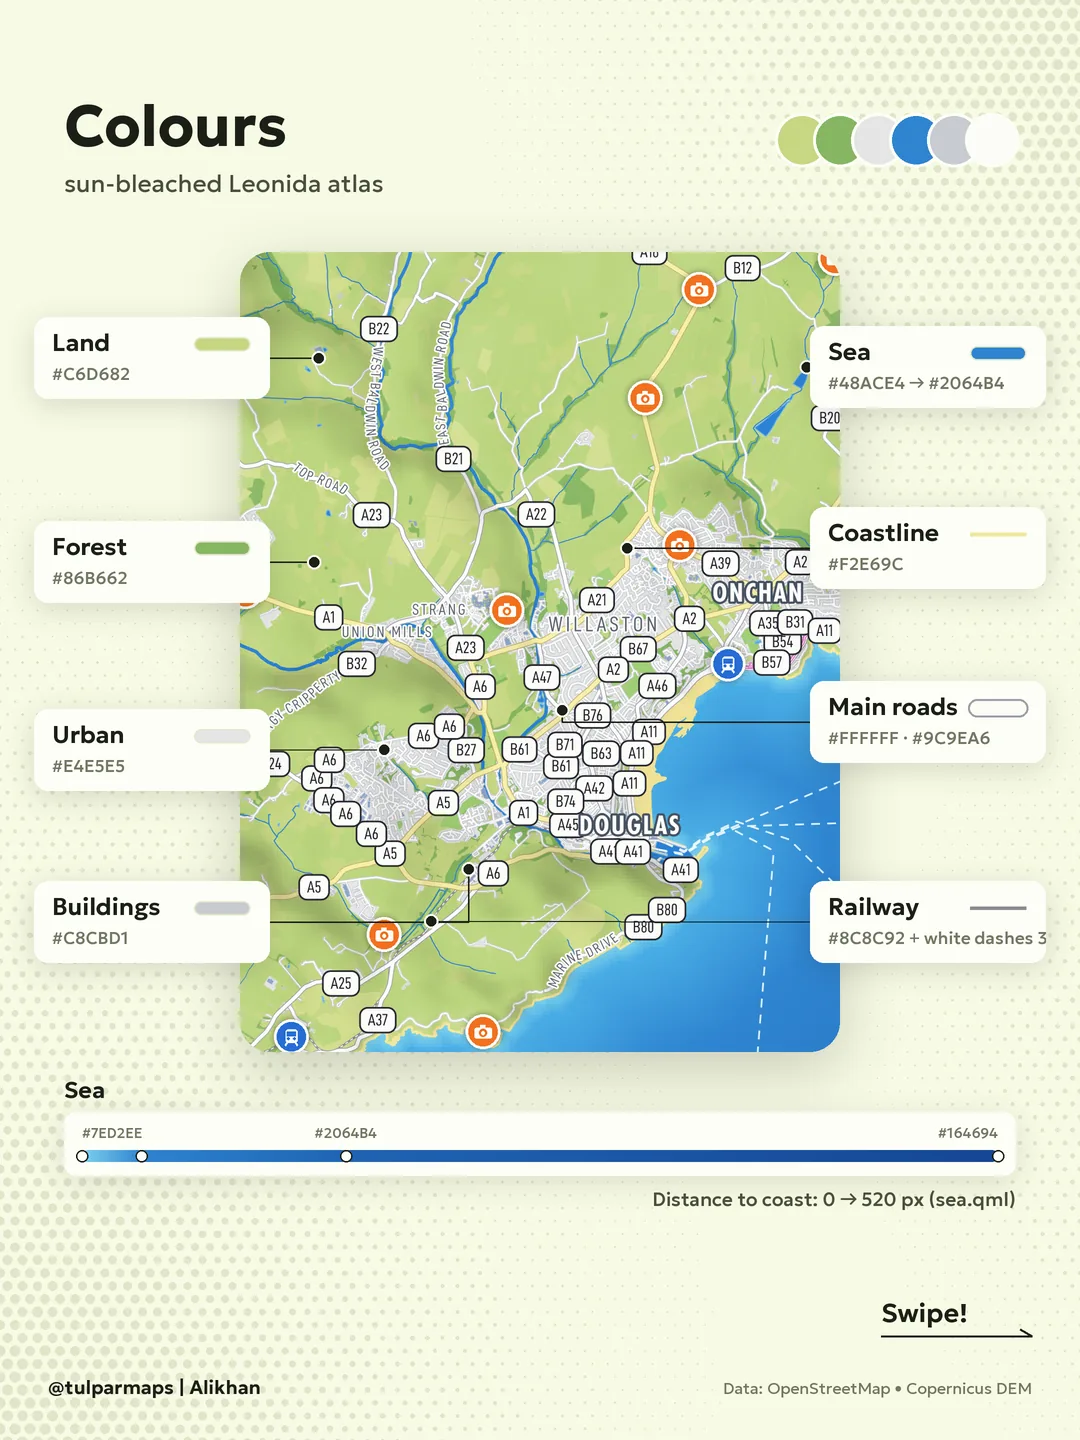 Colours
sun-bleached Leonida atlas
Land
#C6D682
Forest
#86B662
Urban
#E4E5E5
Buildings
#C8CBD1
Sea
#48ACE4 → #2064B4
Coastline
#F2E69C
Main roads
#FFFFFF · #9C9EA6
Railway
#8C8C92 + white dashes 3
B12
B22
WEST BALDWIN ROAD
EAST BALDWIN ROAD
B20
B21
TOP ROAD
A23
A22
A39
A2
ONCHAN
A21
STRANG
A1
UNION MILLS
WILLASTON
A2
A35
B31
A11
B54
A23
B67
B32
B57
A2
A47
A6
A46
B76
A6
A6
A11
B27
B61
B71
B63
A11
24
A6
A6
B61
A42
A11
A6
A5
B74
A6
A1
A45
DOUGLAS
A6
A5
A41
A41
A6
A5
B80
B80
MARINE DRIVE
A25
A37
Sea
#7ED2EE
#2064B4
#164694
Distance to coast: 0 → 520 px (sea.qml)
Swipe!
@tulparmaps | Alikhan
Data: OpenStreetMap • Copernicus DEM